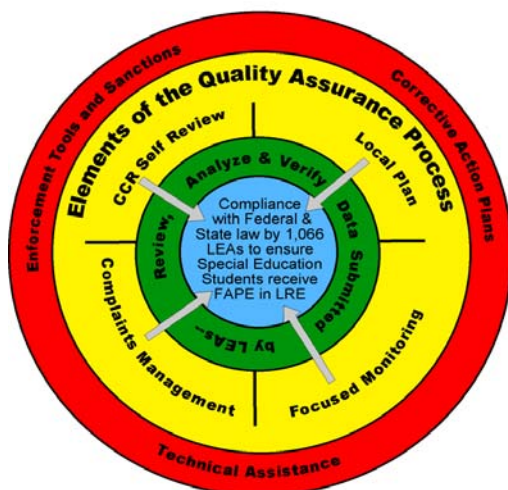 Enforcement Tools and Sanctions
Corrective Action Plans
Technical Assistance
Elements of the Quality Assurance Process
CCR Self Review
Local Plan
Complaints Management
Focused Monitoring
Review, Analyze & Verify Data Submitted by LEAs–
Compliance
with Federal &
State law by 1,066
LEAs to ensure
Special Education
Students receive
FAPE in LRE